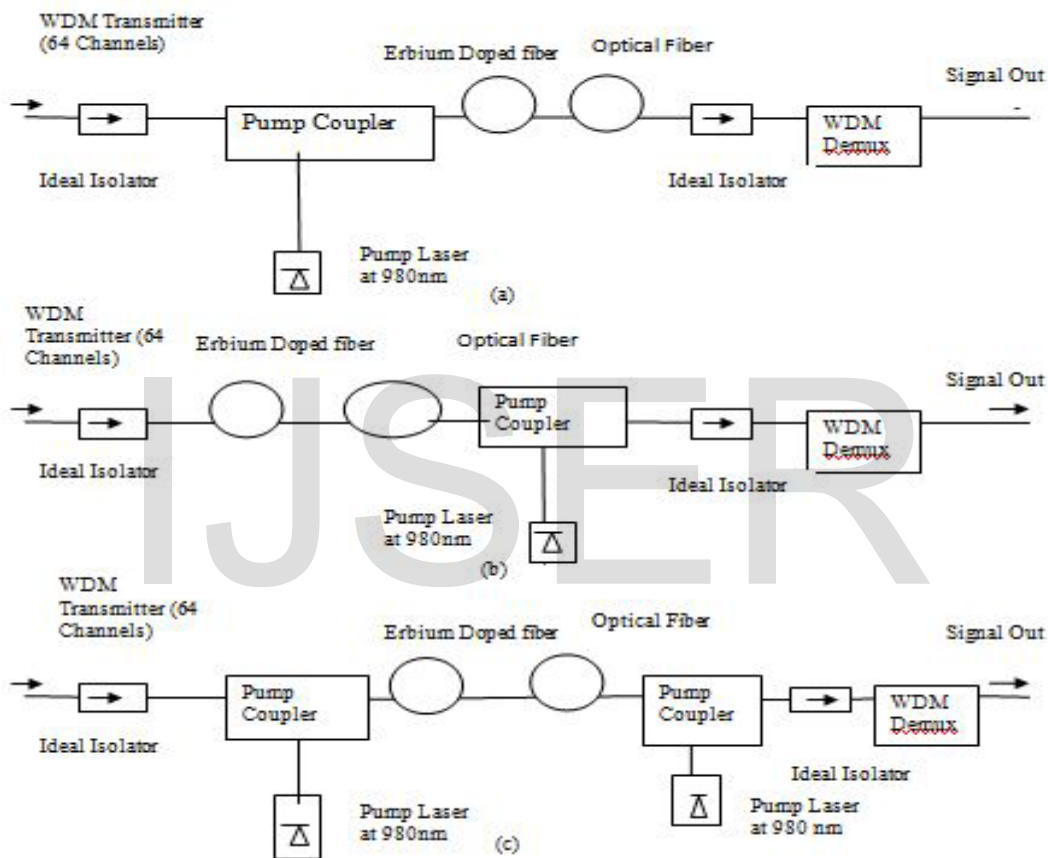 WDM Transmitter
(64 Channels)
Erbium Doped fiber
Optical Fiber
Signal Out
Pump Coupler
WDM
Demux
Ideal Isolator
Ideal Isolator
Pump Laser
at 980nm
(a)
WDM
Transmitter (64
Channels)
Erbium Doped fiber
Optical Fiber
Signal Out
Pump
Coupler
WDM
Demux
Ideal Isolator
Ideal Isolator
Pump Laser
at 980nm
(b)
IJSER
WDM
Transmitter (64
Channels)
Erbium Doped fiber
Optical Fiber
Signal Out
Pump
Coupler
Pump
Coupler
WDM
Demux
Ideal Isolator
Ideal Isolator
Pump Laser
at 980nm
Pump Laser
at 980 nm
(c)